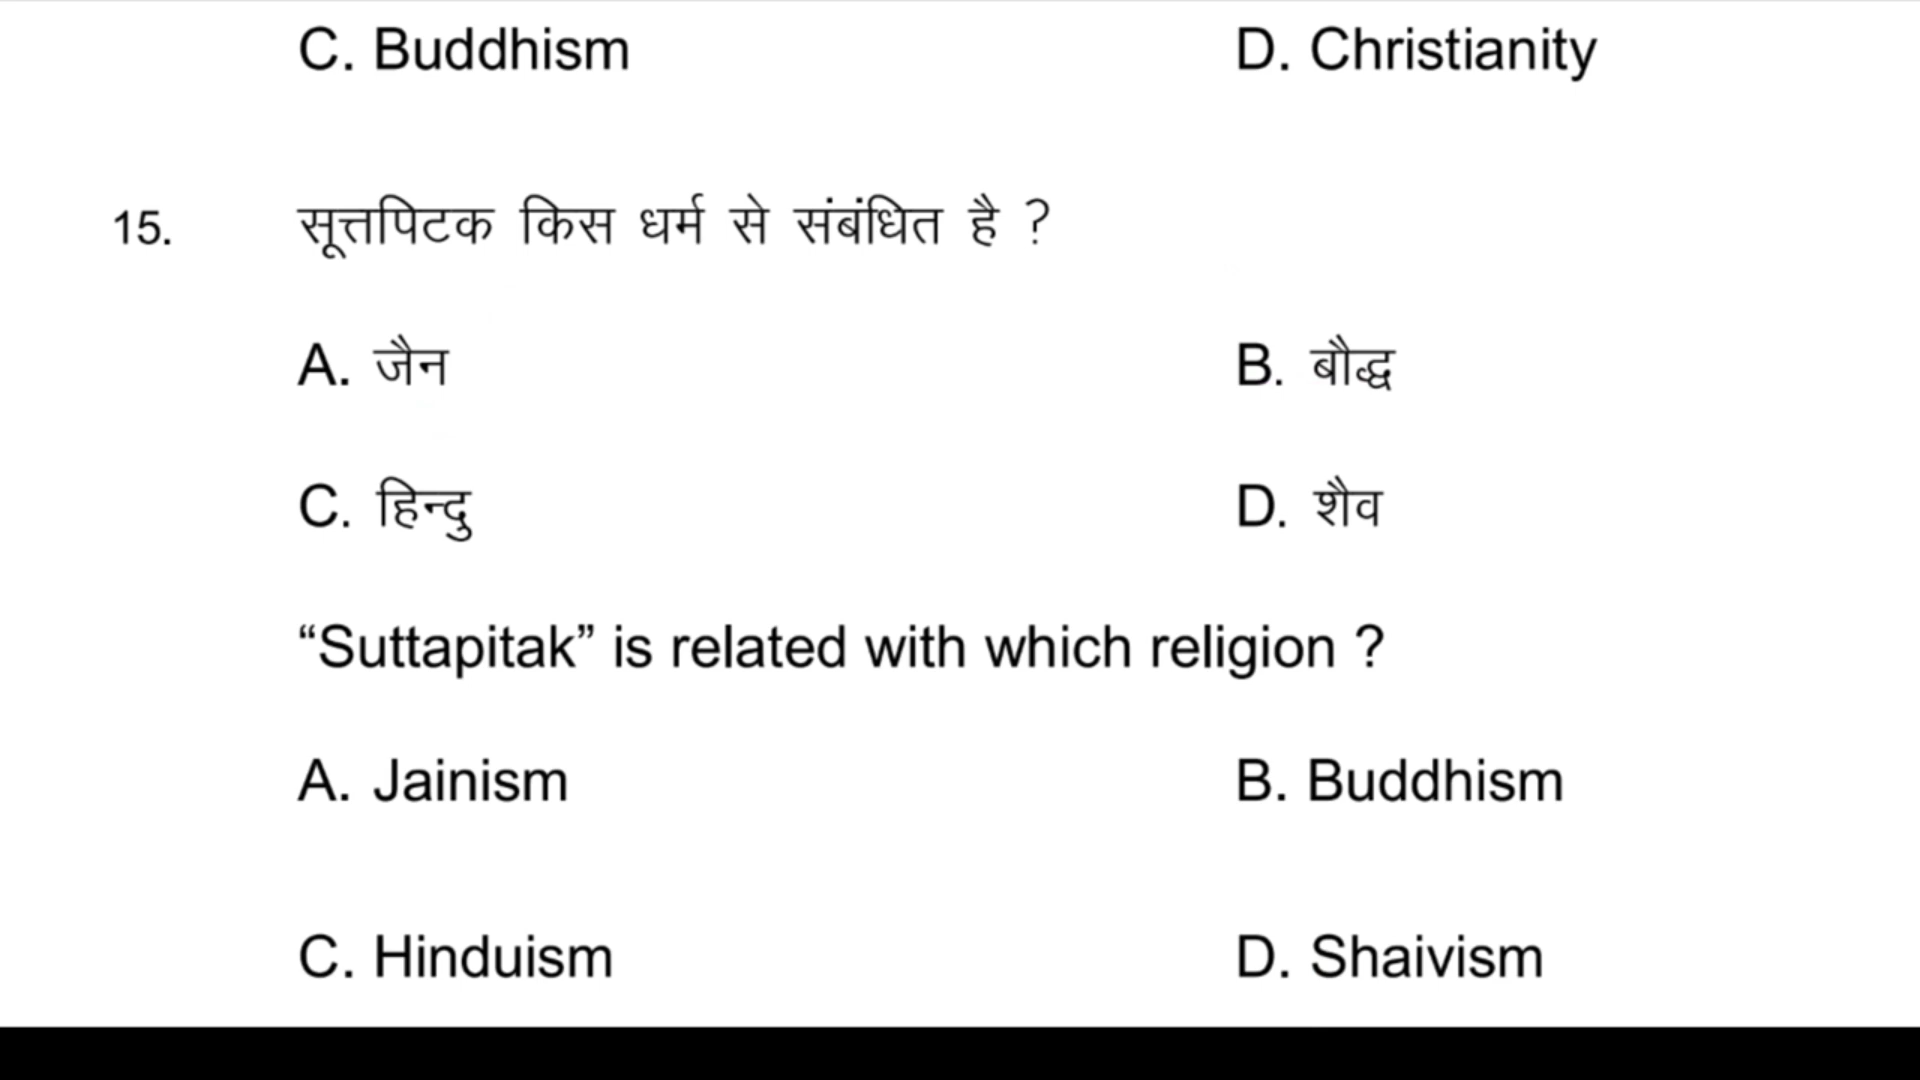 C. Buddhism D. Christianity
15. सूत्तपिटक किस धर्म से संबंधित है ?
A. जैन B. बौद्ध
C. हिन्दु D. शैव
“Suttapitak” is related with which religion ?
A. Jainism B. Buddhism
C. Hinduism D. Shaivism